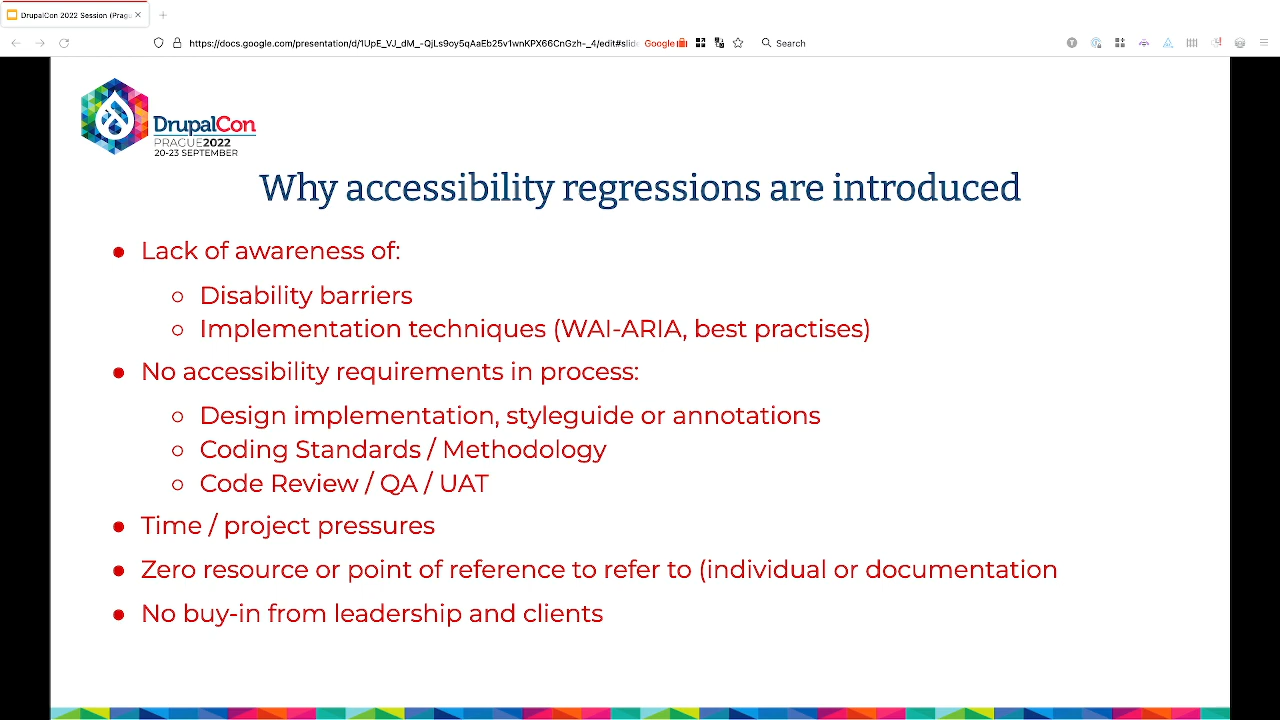 DrupalCon 2022 Session (Prag
https://docs.google.com/presentation/d/1UpE_VJ_dM_-QjLs9oy5qAaEb25v1wnKPX66CnGzh-_4/edit#slid
Google
Search
DrupalCon
PRAGUE2022
20-23 SEPTEMBER
Why accessibility regressions are introduced
● Lack of awareness of:
○ Disability barriers
○ Implementation techniques (WAI-ARIA, best practises)
● No accessibility requirements in process:
○ Design implementation, styleguide or annotations
○ Coding Standards / Methodology
○ Code Review / QA / UAT
● Time / project pressures
● Zero resource or point of reference to refer to (individual or documentation
● No buy-in from leadership and clients